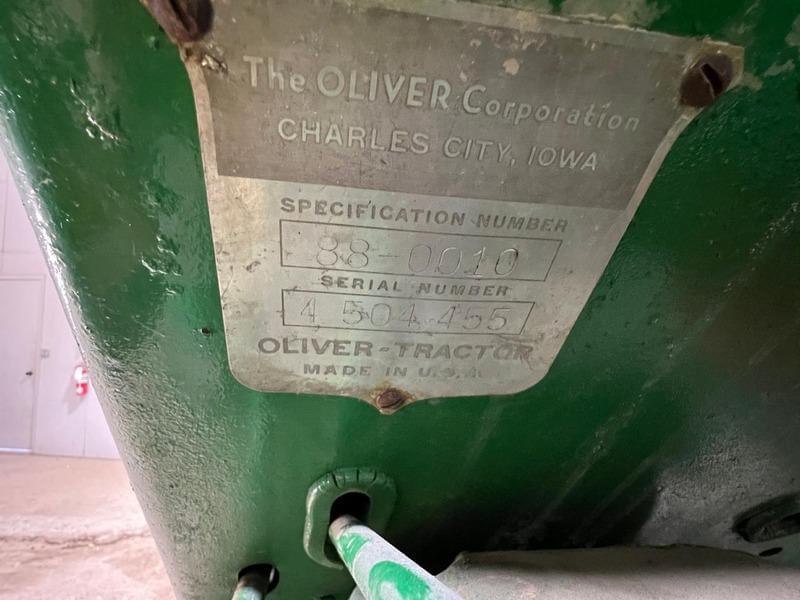 The OLIVER Corporation
CHARLES CITY, IOWA
SPECIFICATION NUMBER
88-0010
SERIAL NUMBER
4 504 455
OLIVER-TRACTOR
MADE IN U.S.A.